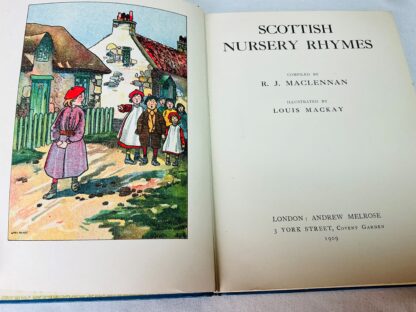 SCOTTISH
NURSERY RHYMES
COMPILED BY
R. J. MACLENNAN
ILLUSTRATED BY
LOUIS MACKAY
LONDON: ANDREW MELROSE
3 YORK STREET, COVENT GARDEN
1909